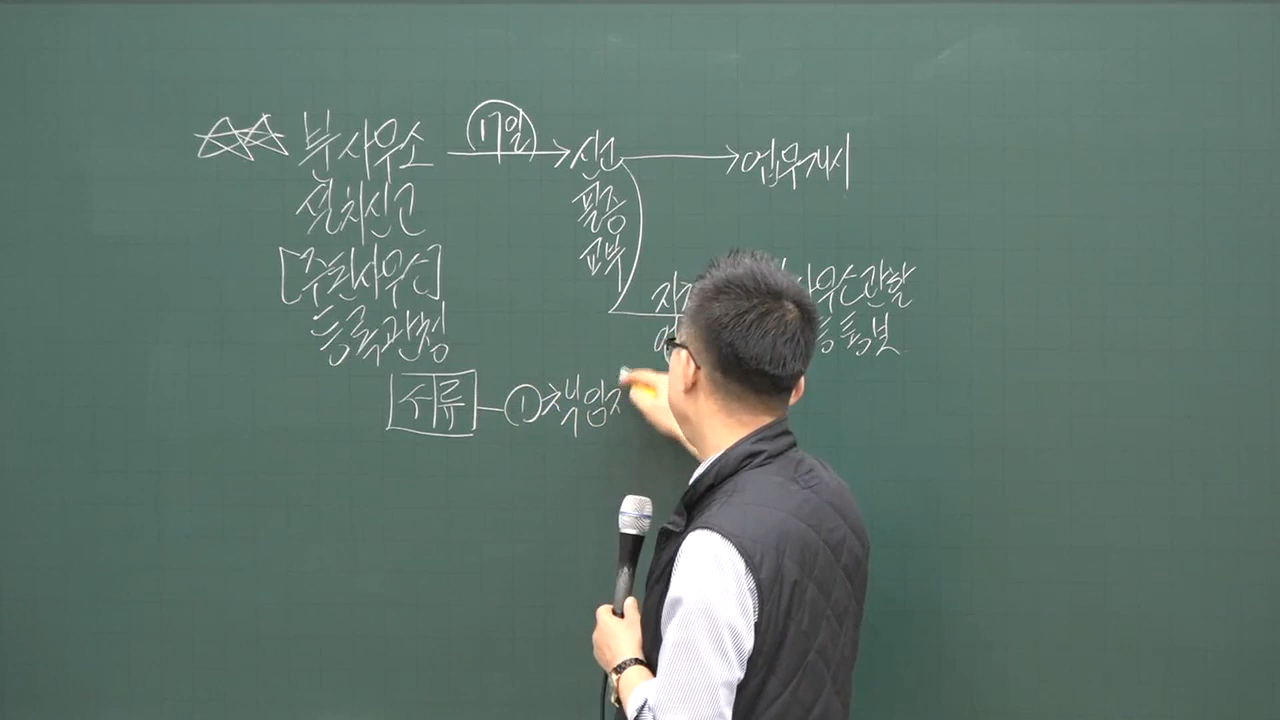 분사무소 7일 신고 업무개시
설치신고 필증
[주된사무소] 교부
등록관청 사무소관할
통보
서류 ① 책임